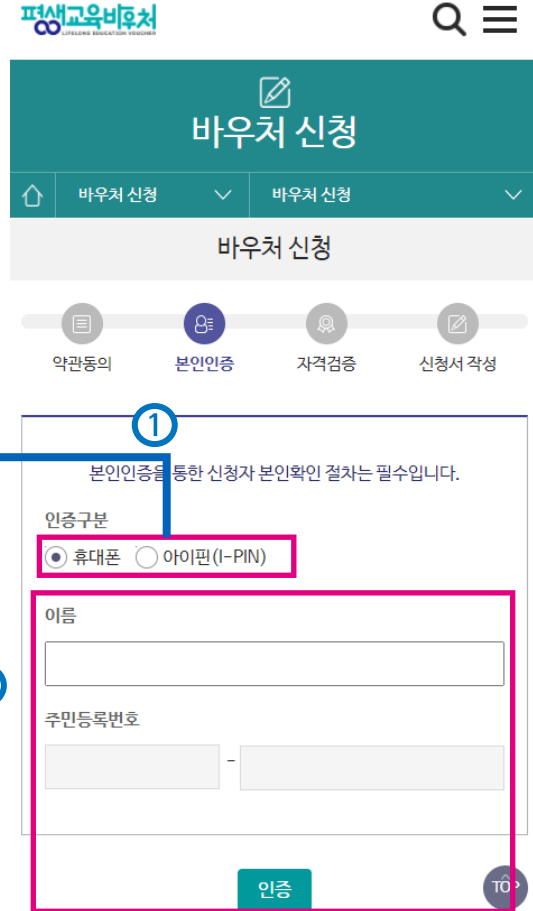 평생교육바우처
LIFELONG EDUCATION VOUCHER
바우처 신청
바우처 신청 바우처 신청
바우처 신청
약관동의 본인인증 자격검증 신청서 작성
1
본인인증을 통한 신청자 본인확인 절차는 필수입니다.
인증구분
휴대폰 아이핀(I-PIN)
이름
주민등록번호
-
인증
TOP